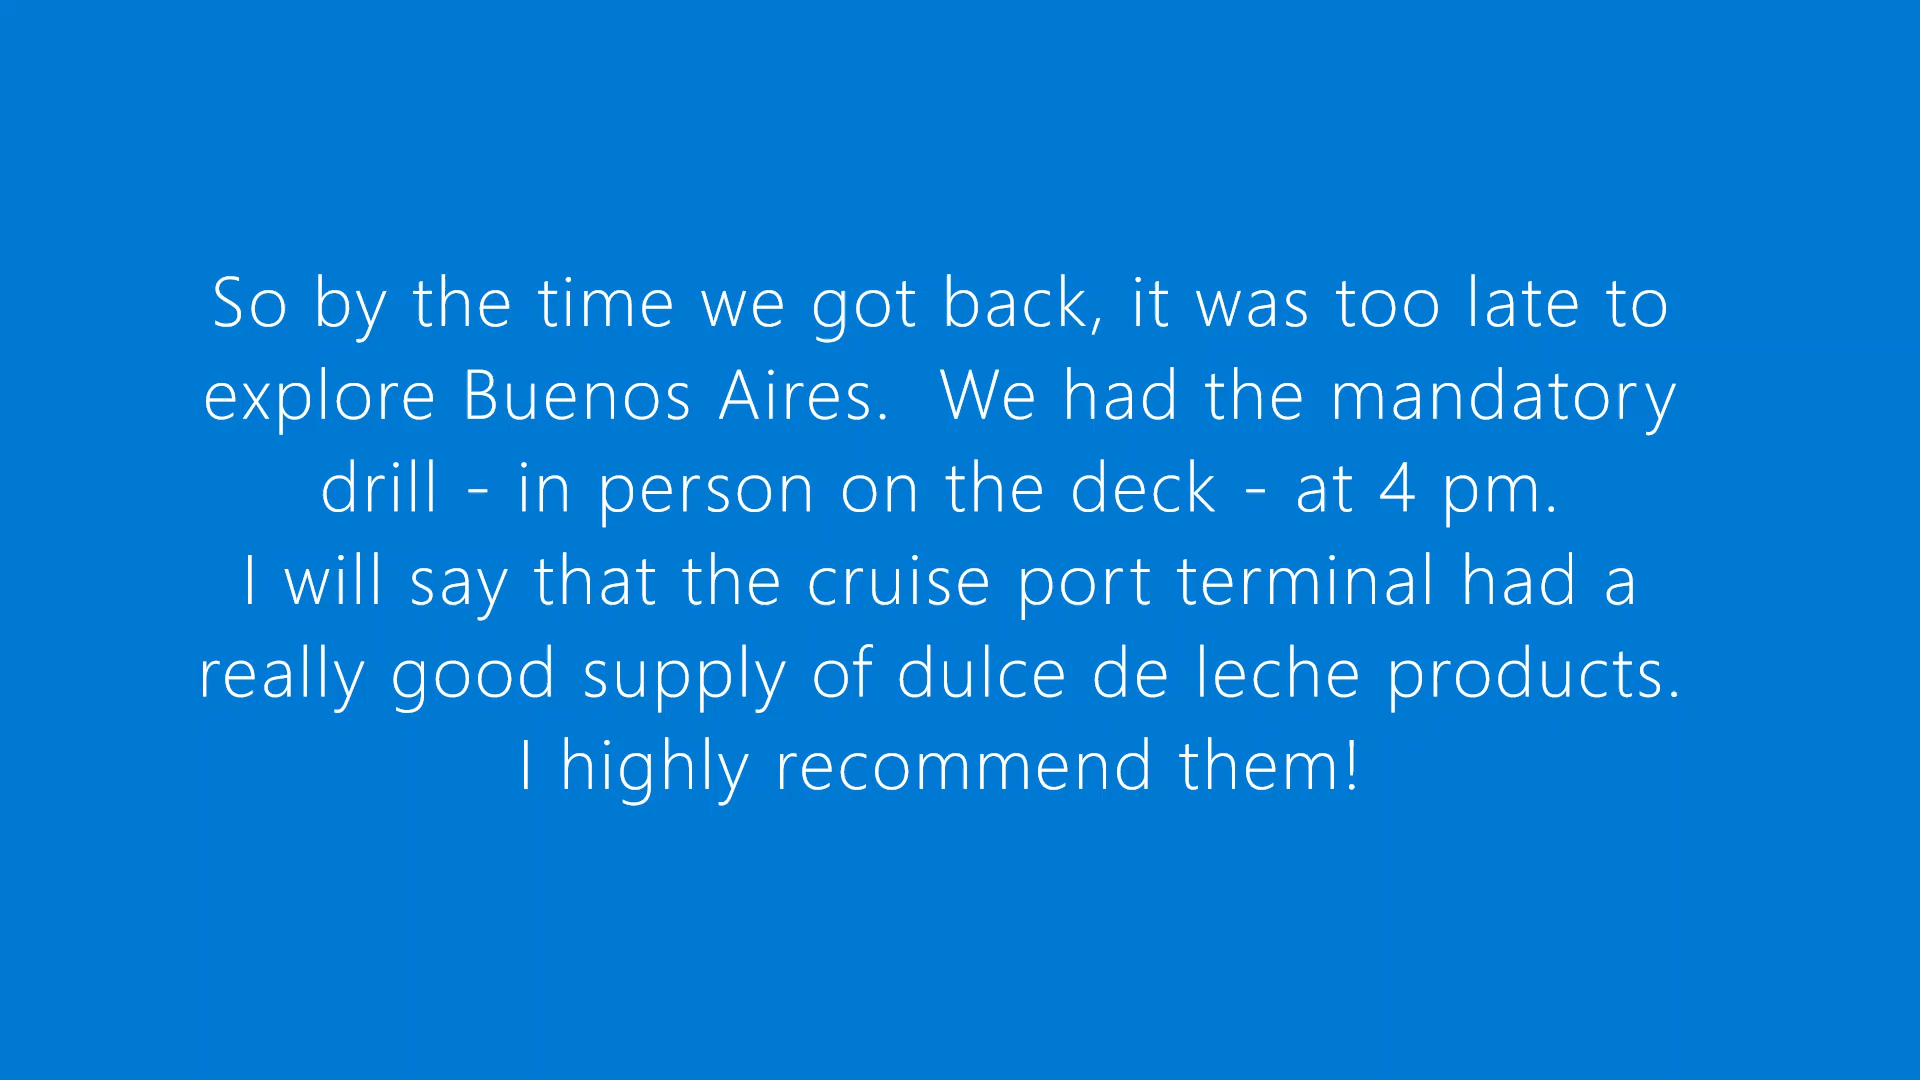 So by the time we got back, it was too late to
explore Buenos Aires.  We had the mandatory
drill - in person on the deck - at 4 pm.
I will say that the cruise port terminal had a
really good supply of dulce de leche products.
I highly recommend them!